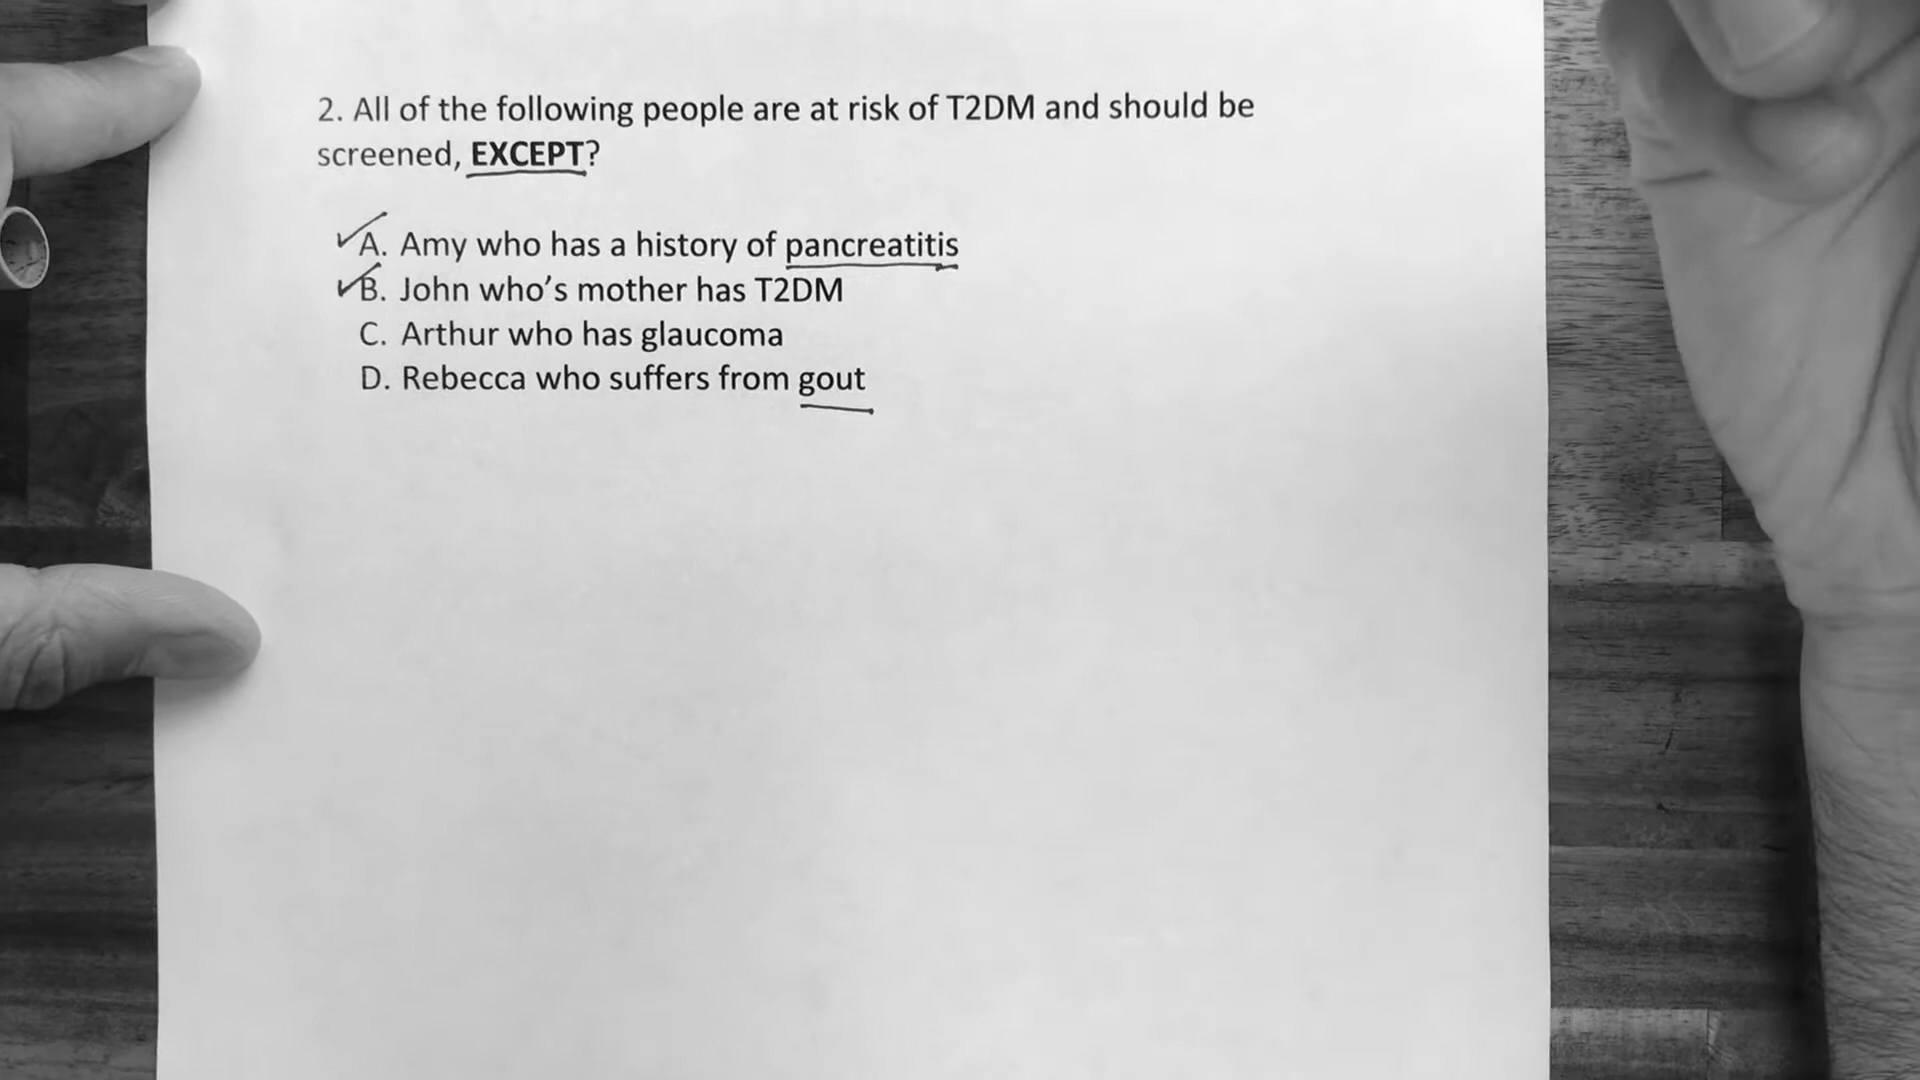 2. All of the following people are at risk of T2DM and should be
screened, EXCEPT?
A. Amy who has a history of pancreatitis
B. John who's mother has T2DM
C. Arthur who has glaucoma
D. Rebecca who suffers from gout